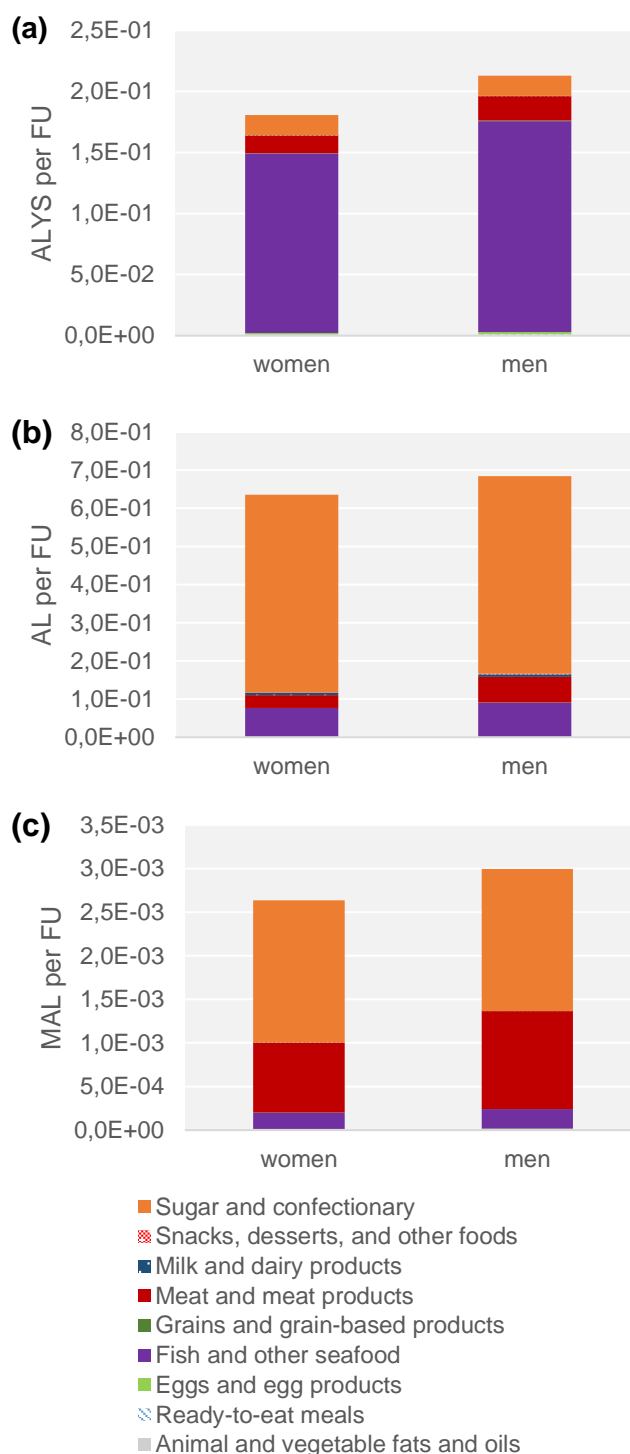 (a)
2,5E-01
2,0E-01
1,5E-01
1,0E-01
5,0E-02
0,0E+00
ALYS per FU
women men
(b)
8,0E-01
7,0E-01
6,0E-01
5,0E-01
4,0E-01
3,0E-01
2,0E-01
1,0E-01
0,0E+00
AL per FU
women men
(c)
3,5E-03
3,0E-03
2,5E-03
2,0E-03
1,5E-03
1,0E-03
5,0E-04
0,0E+00
MAL per FU
women men
Sugar and confectionary
Snacks, desserts, and other foods
Milk and dairy products
Meat and meat products
Grains and grain-based products
Fish and other seafood
Eggs and egg products
Ready-to-eat meals
Animal and vegetable fats and oils